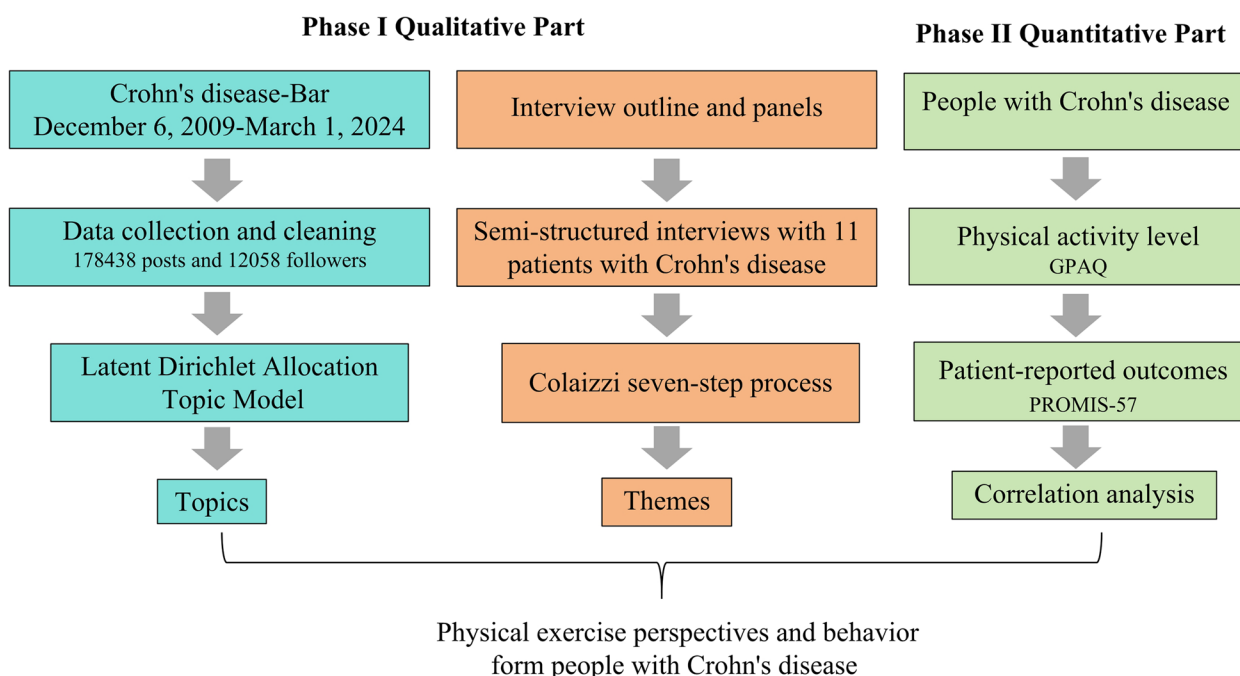 Phase I Qualitative Part
Phase II Quantitative Part
Crohn's disease-Bar
December 6, 2009-March 1, 2024
Data collection and cleaning
178438 posts and 12058 followers
Latent Dirichlet Allocation
Topic Model
Topics
Interview outline and panels
Semi-structured interviews with 11
patients with Crohn's disease
Colaizzi seven-step process
Themes
People with Crohn's disease
Physical activity level
GPAQ
Patient-reported outcomes
PROMIS-57
Correlation analysis
Physical exercise perspectives and behavior
form people with Crohn's disease